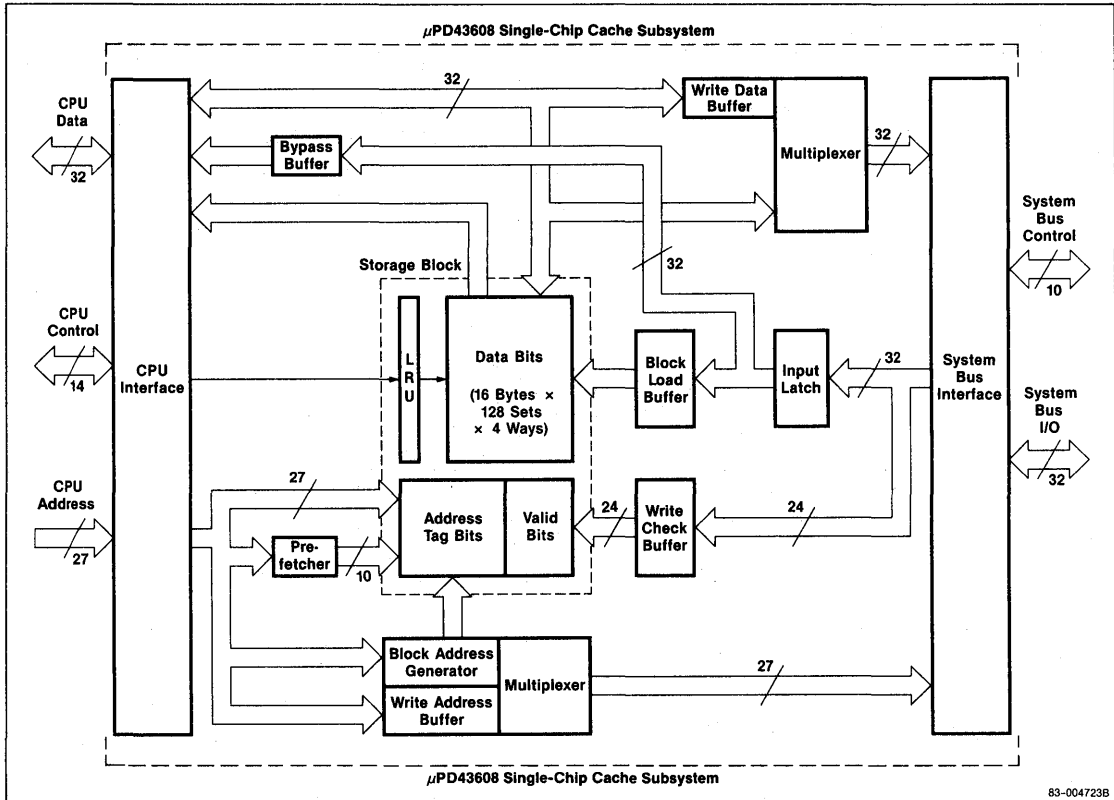 μPD43608 Single-Chip Cache Subsystem
CPU
Data
32
CPU
Control
14
CPU
Address
27
CPU
Interface
32
Bypass
Buffer
Write Data
Buffer
Multiplexer
32
32
Storage Block
L
R
U
Data Bits
(16 Bytes ×
128 Sets
× 4 Ways)
Block
Load
Buffer
Input
Latch
32
System
Bus
Interface
System
Bus
Control
10
System
Bus
I/O
32
27
Pre-
fetcher
10
Address
Tag Bits
Valid
Bits
24
Write
Check
Buffer
24
Block Address
Generator
Write Address
Buffer
Multiplexer
27
μPD43608 Single-Chip Cache Subsystem
83-004723B